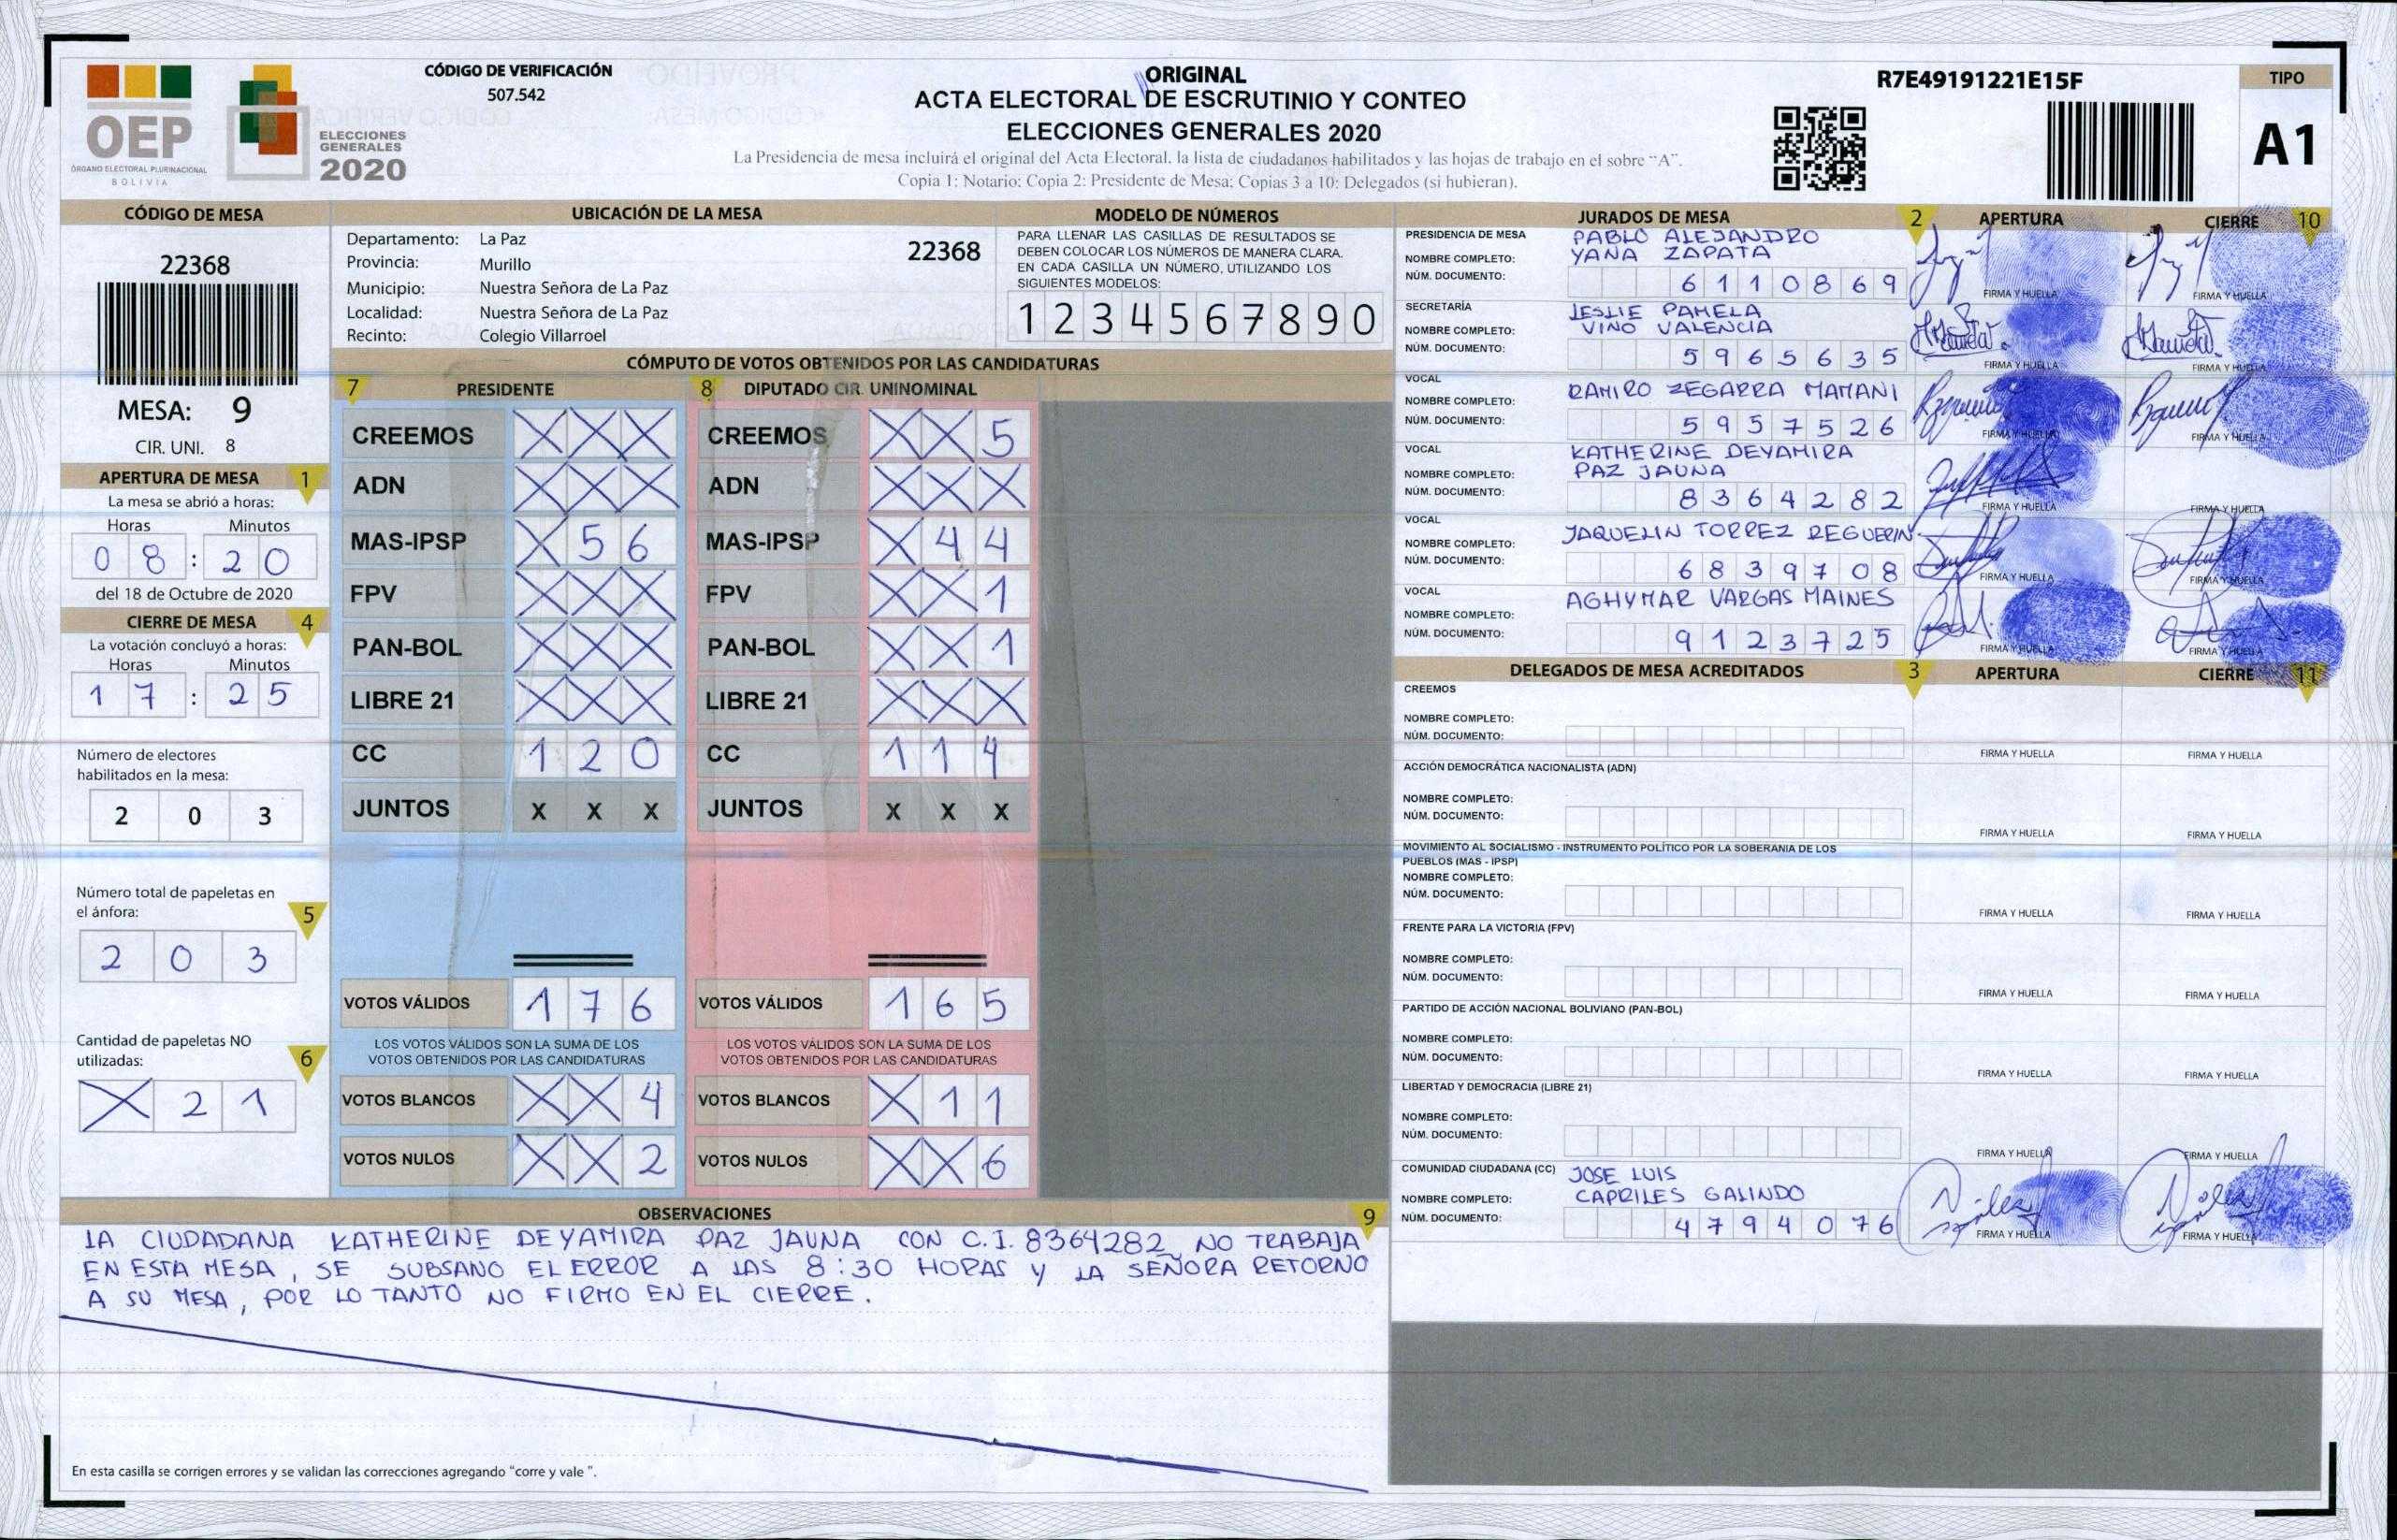 OEP
ÓRGANO ELECTORAL PLURINACIONAL
BOLIVIA
ELECCIONES
GENERALES
2020
CÓDIGO DE VERIFICACIÓN
507.542
ORIGINAL
ACTA ELECTORAL DE ESCRUTINIO Y CONTEO
ELECCIONES GENERALES 2020
La Presidencia de mesa incluirá el original del Acta Electoral, la lista de ciudadanos habilitados y las hojas de trabajo en el sobre "A".
Copia 1: Notario; Copia 2: Presidente de Mesa; Copias 3 a 10: Delegados (si hubieran).
R7E49191221E15F
TIPO
A1
CÓDIGO DE MESA
22368
MESA: 9
CIR. UNI. 8
APERTURA DE MESA 1
La mesa se abrió a horas:
Horas Minutos
08 : 20
del 18 de Octubre de 2020
CIERRE DE MESA 4
La votación concluyó a horas:
Horas Minutos
17 : 25
Número de electores
habilitados en la mesa:
2 0 3
Número total de papeletas en
el ánfora: 5
2 0 3
Cantidad de papeletas NO
utilizadas: 6
X 2 1
UBICACIÓN DE LA MESA
Departamento: La Paz 22368
Provincia: Murillo
Municipio: Nuestra Señora de La Paz
Localidad: Nuestra Señora de La Paz
Recinto: Colegio Villarroel
MODELO DE NÚMEROS
PARA LLENAR LAS CASILLAS DE RESULTADOS SE
DEBEN COLOCAR LOS NÚMEROS DE MANERA CLARA.
EN CADA CASILLA UN NÚMERO, UTILIZANDO LOS
SIGUIENTES MODELOS:
1 2 3 4 5 6 7 8 9 0
CÓMPUTO DE VOTOS OBTENIDOS POR LAS CANDIDATURAS
7 PRESIDENTE 8 DIPUTADO CIR. UNINOMINAL
CREEMOS X X X CREEMOS X X 5
ADN X X X ADN X X X
MAS-IPSP X 5 6 MAS-IPSP X 4 4
FPV X X X FPV X X 1
PAN-BOL X X X PAN-BOL X X 1
LIBRE 21 X X X LIBRE 21 X X X
CC 1 2 0 CC 1 1 4
JUNTOS X X X JUNTOS X X X
VOTOS VÁLIDOS 1 7 6 VOTOS VÁLIDOS 1 6 5
LOS VOTOS VÁLIDOS SON LA SUMA DE LOS LOS VOTOS VÁLIDOS SON LA SUMA DE LOS
VOTOS OBTENIDOS POR LAS CANDIDATURAS VOTOS OBTENIDOS POR LAS CANDIDATURAS
VOTOS BLANCOS X X 4 VOTOS BLANCOS X 1 1
VOTOS NULOS X X 2 VOTOS NULOS X X 6
OBSERVACIONES 9
LA CIUDADANA KATHERINE DEYAMIRA PAZ JAUNA CON C.I. 8364282 NO TRABAJA
EN ESTA MESA, SE SUBSANO EL ERROR A LAS 8:30 HORAS Y LA SEÑORA RETORNO
A SU MESA, POR LO TANTO NO FIRMO EN EL CIERRE.
En esta casilla se corrigen errores y se validan las correcciones agregando "corre y vale ".
JURADOS DE MESA 2 APERTURA CIERRE 10
PRESIDENCIA DE MESA PABLO ALEJANDRO
NOMBRE COMPLETO: YANA ZAPATA
NÚM. DOCUMENTO: 6110869
FIRMA Y HUELLA FIRMA Y HUELLA
SECRETARÍA LESLIE PAMELA
NOMBRE COMPLETO: VINO VALENCIA
NÚM. DOCUMENTO: 5965635
FIRMA Y HUELLA FIRMA Y HUELLA
VOCAL
NOMBRE COMPLETO: RAMIRO ZEGARRA MAMANI
NÚM. DOCUMENTO: 5957526
FIRMA Y HUELLA FIRMA Y HUELLA
VOCAL KATHERINE DEYAMIRA
NOMBRE COMPLETO: PAZ JAUNA
NÚM. DOCUMENTO: 8364282
FIRMA Y HUELLA FIRMA Y HUELLA
VOCAL
NOMBRE COMPLETO: JAQUELIN TORREZ REGUERIN
NÚM. DOCUMENTO: 6839708
FIRMA Y HUELLA FIRMA Y HUELLA
VOCAL
NOMBRE COMPLETO: AGHYMAR VARGAS MAINES
NÚM. DOCUMENTO: 9123725
FIRMA Y HUELLA FIRMA Y HUELLA
DELEGADOS DE MESA ACREDITADOS 3 APERTURA CIERRE 11
CREEMOS
NOMBRE COMPLETO:
NÚM. DOCUMENTO:
FIRMA Y HUELLA FIRMA Y HUELLA
ACCIÓN DEMOCRÁTICA NACIONALISTA (ADN)
NOMBRE COMPLETO:
NÚM. DOCUMENTO:
FIRMA Y HUELLA FIRMA Y HUELLA
MOVIMIENTO AL SOCIALISMO - INSTRUMENTO POLÍTICO POR LA SOBERANIA DE LOS
PUEBLOS (MAS - IPSP)
NOMBRE COMPLETO:
NÚM. DOCUMENTO:
FIRMA Y HUELLA FIRMA Y HUELLA
FRENTE PARA LA VICTORIA (FPV)
NOMBRE COMPLETO:
NÚM. DOCUMENTO:
FIRMA Y HUELLA FIRMA Y HUELLA
PARTIDO DE ACCIÓN NACIONAL BOLIVIANO (PAN-BOL)
NOMBRE COMPLETO:
NÚM. DOCUMENTO:
FIRMA Y HUELLA FIRMA Y HUELLA
LIBERTAD Y DEMOCRACIA (LIBRE 21)
NOMBRE COMPLETO:
NÚM. DOCUMENTO:
FIRMA Y HUELLA FIRMA Y HUELLA
COMUNIDAD CIUDADANA (CC) JOSE LUIS
NOMBRE COMPLETO: CAPRILES GALINDO
NÚM. DOCUMENTO: 4794076
FIRMA Y HUELLA FIRMA Y HUELLA